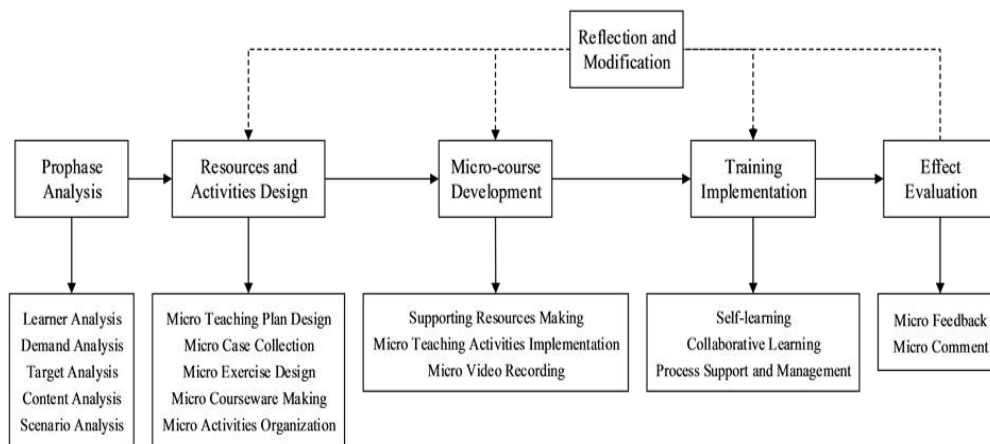 Reflection and
Modification
Prophase
Analysis
Resources and
Activities Design
Micro-course
Development
Training
Implementation
Effect
Evaluation
Learner Analysis
Demand Analysis
Target Analysis
Content Analysis
Scenario Analysis
Micro Teaching Plan Design
Micro Case Collection
Micro Exercise Design
Micro Courseware Making
Micro Activities Organization
Supporting Resources Making
Micro Teaching Activities Implementation
Micro Video Recording
Self-learning
Collaborative Learning
Process Support and Management
Micro Feedback
Micro Comment